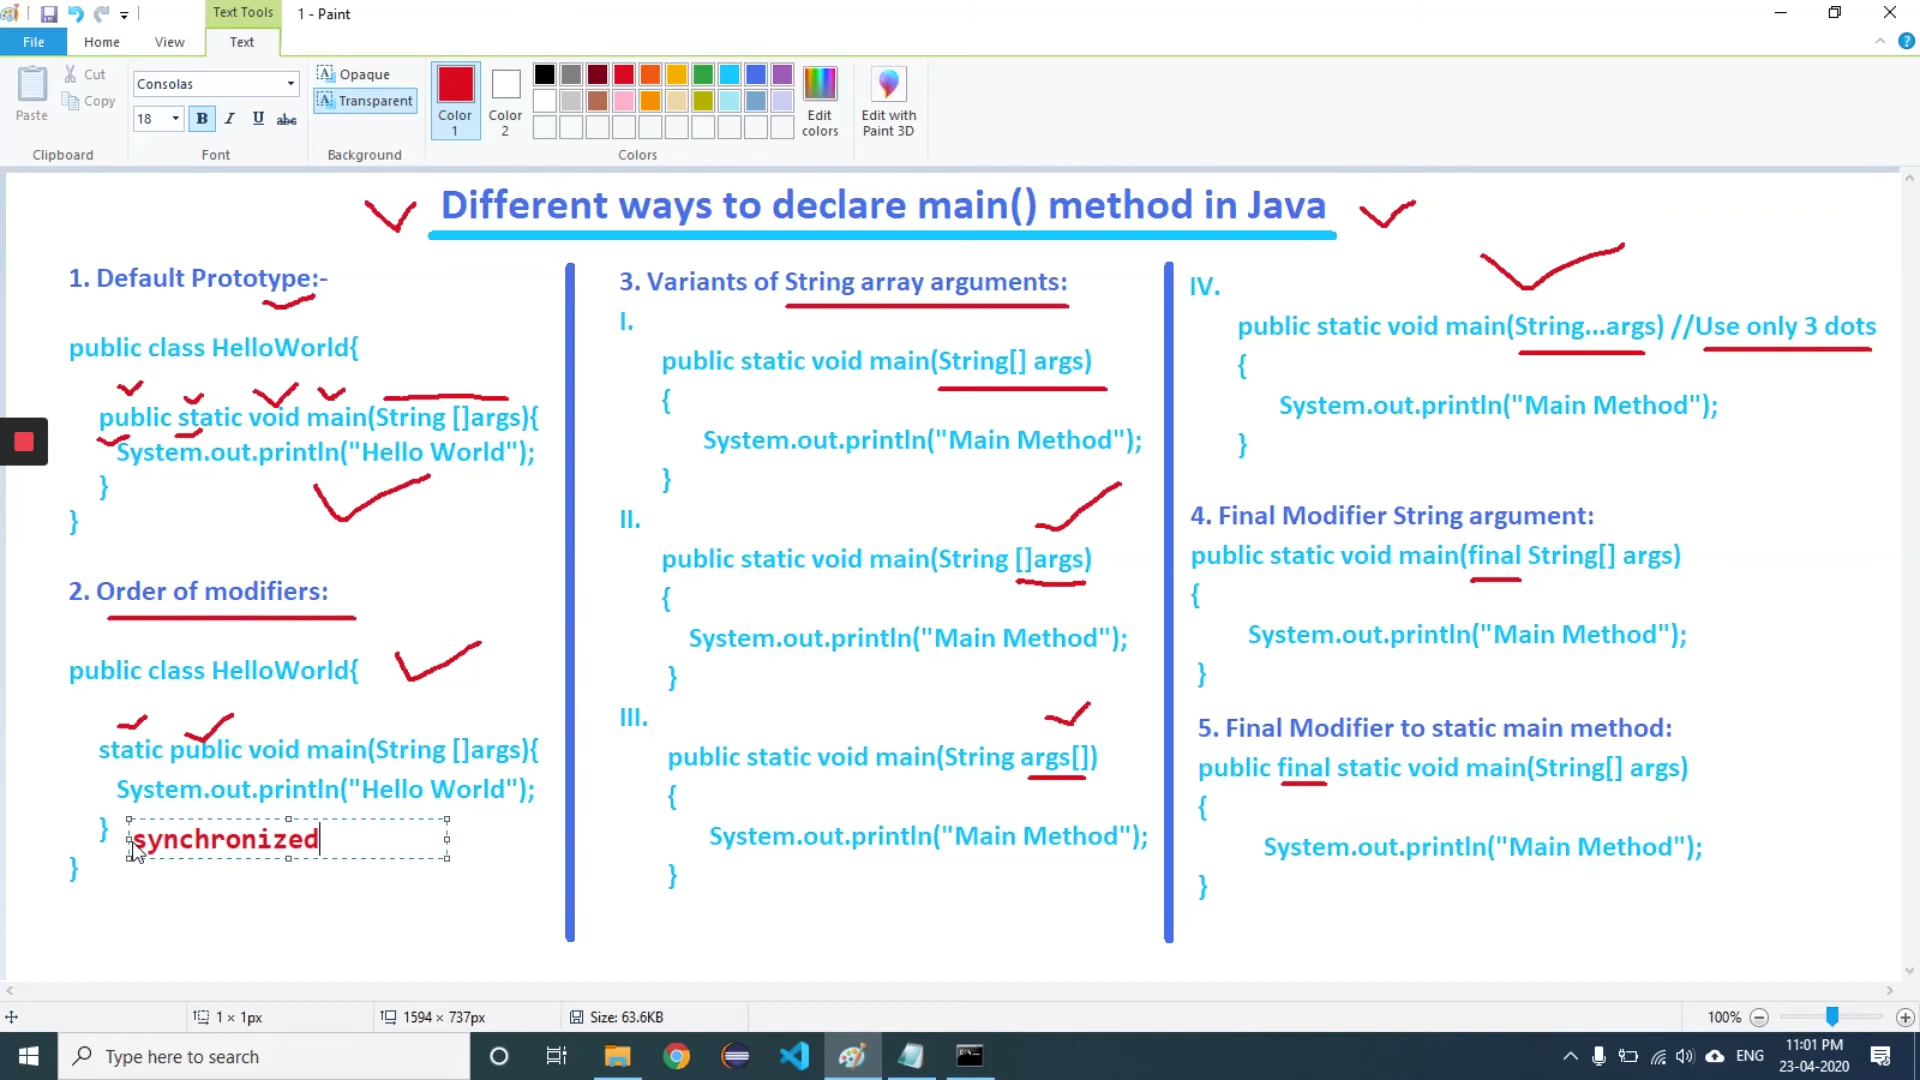 Text Tools
1 - Paint
File
Home
View
Text
Paste
Cut
Copy
Clipboard
Consolas
18
B I U abc
Font
Opaque
Transparent
Background
Color 1
Color 2
Edit colors
Colors
Edit with Paint 3D
Different ways to declare main() method in Java
1. Default Prototype:-
public class HelloWorld{
public static void main(String []args){
System.out.println("Hello World");
}
}
2. Order of modifiers:
public class HelloWorld{
static public void main(String []args){
System.out.println("Hello World");
}
synchronized
}
3. Variants of String array arguments:
I.
public static void main(String[] args)
{
System.out.println("Main Method");
}
II.
public static void main(String []args)
{
System.out.println("Main Method");
}
III.
public static void main(String args[])
{
System.out.println("Main Method");
}
IV.
public static void main(String...args) //Use only 3 dots
{
System.out.println("Main Method");
}
4. Final Modifier String argument:
public static void main(final String[] args)
{
System.out.println("Main Method");
}
5. Final Modifier to static main method:
public final static void main(String[] args)
{
System.out.println("Main Method");
}
1 × 1px
1594 × 737px
Size: 63.6KB
100%
Type here to search
ENG
11:01 PM
23-04-2020